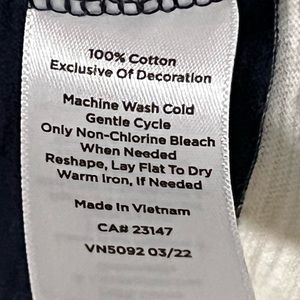 100% Cotton
Exclusive Of Decoration
Machine Wash Cold
Gentle Cycle
Only Non-Chlorine Bleach
When Needed
Reshape, Lay Flat To Dry
Warm Iron, If Needed
Made In Vietnam
CA# 23147
VN5092 03/22